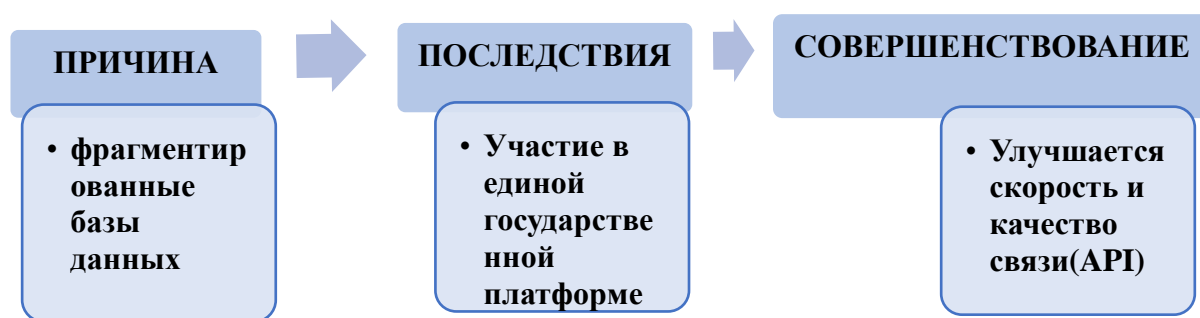 ПРИЧИНА
• фрагментир
ованные
базы
данных
ПОСЛЕДСТВИЯ
• Участие в
единой
государстве
нной
платформе
СОВЕРШЕНСТВОВАНИЕ
• Улучшается
скорость и
качество
связи(API)